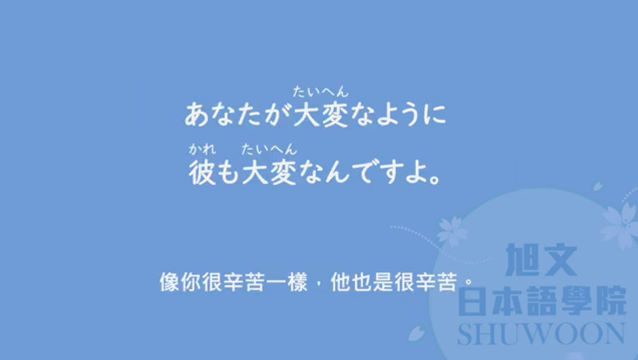 たいへん
あなたが大変なように
かれ たいへん
彼も大変なんですよ。
像你很辛苦一樣，他也是很辛苦。
旭文
日本語學院
SHUWOON